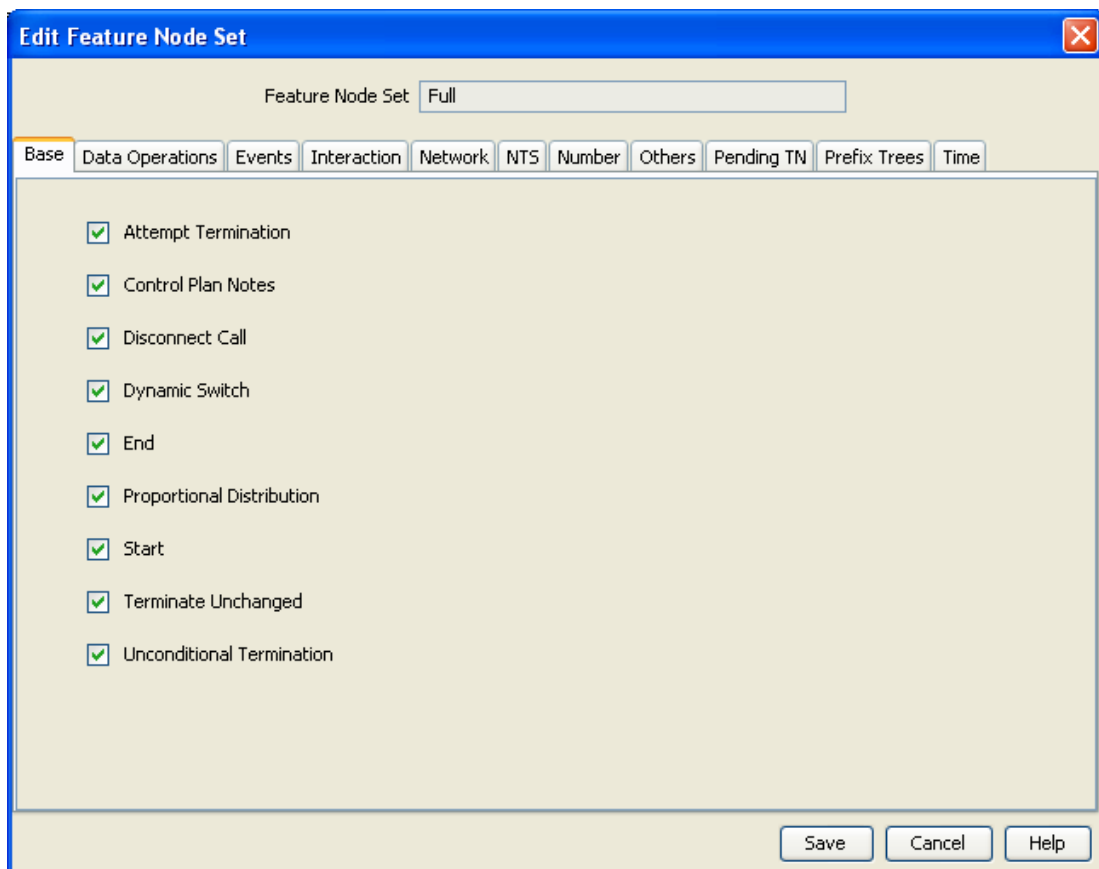 Edit Feature Node Set
Feature Node Set Full
Base Data Operations Events Interaction Network NTS Number Others Pending TN Prefix Trees Time
Attempt Termination
Control Plan Notes
Disconnect Call
Dynamic Switch
End
Proportional Distribution
Start
Terminate Unchanged
Unconditional Termination
Save Cancel Help